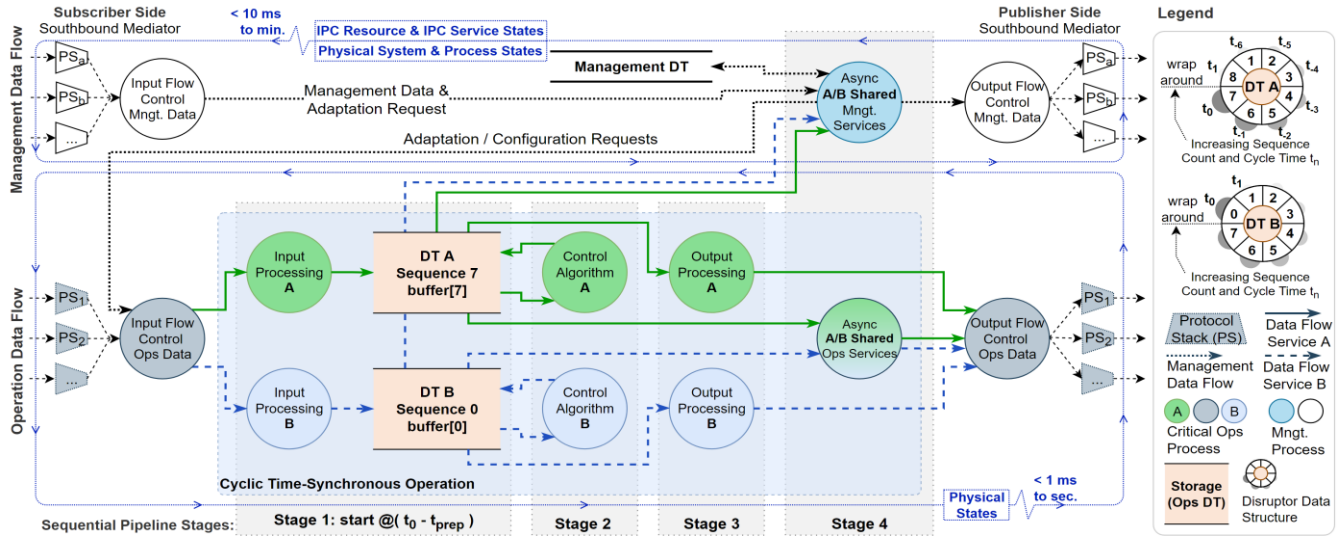 Subscriber Side
Southbound Mediator
< 10 ms
to min.
IPC Resource & IPC Service States
Physical System & Process States
Publisher Side
Southbound Mediator
Management Data Flow
PSa
PSb
...
Input Flow
Control
Mngt. Data
Management DT
Management Data &
Adaptation Request
Adaptation / Configuration Requests
Async
A/B Shared
Mngt.
Services
Output Flow
Control
Mngt. Data
PSa
PSb
...
Operation Data Flow
PS1
PS2
...
Input Flow
Control
Ops Data
Input
Processing
A
DT A
Sequence 7
buffer[7]
Control
Algorithm
A
Output
Processing
A
Async
A/B Shared
Ops Services
Output Flow
Control
Ops Data
PS1
PS2
...
Input
Processing
B
DT B
Sequence 0
buffer[0]
Control
Algorithm
B
Output
Processing
B
Cyclic Time-Synchronous Operation
Physical
States
< 1 ms
to sec.
Sequential Pipeline Stages:
Stage 1: start @( t0 - tprep )
Stage 2
Stage 3
Stage 4
Legend
t-6
t-5
t1
t-4
wrap
around
8
1
2
3
7
DT A
4
6
5
t0
t-3
t-1
t-2
Increasing Sequence
Count and Cycle Time tn
t1
t0
wrap
around
0
1
2
3
7
DT B
4
6
5
Increasing Sequence
Count and Cycle Time tn
Protocol
Stack (PS)
Data Flow
Service A
Management
Data Flow
Data Flow
Service B
A
B
Critical Ops
Process
Mngt.
Process
Storage
(Ops DT)
Disruptor Data
Structure